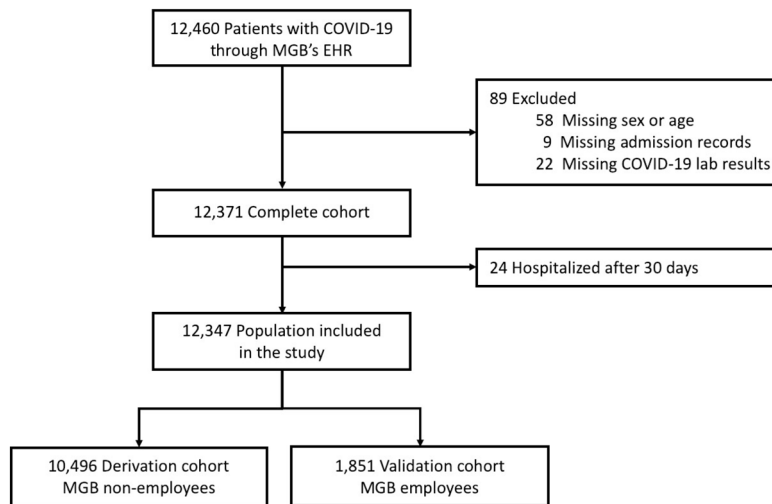 12,460 Patients with COVID-19
through MGB's EHR
89 Excluded
58 Missing sex or age
9 Missing admission records
22 Missing COVID-19 lab results
12,371 Complete cohort
24 Hospitalized after 30 days
12,347 Population included
in the study
10,496 Derivation cohort
MGB non-employees
1,851 Validation cohort
MGB employees